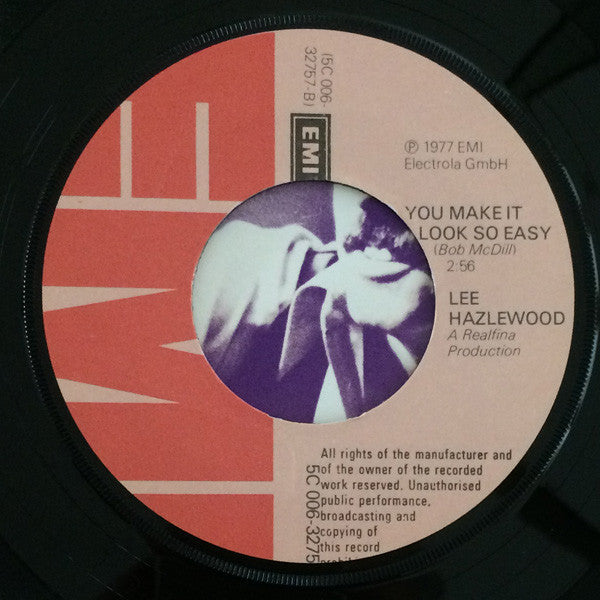 EMI
(5C 006-
32757-B)
EMI
℗ 1977 EMI
Electrola GmbH
YOU MAKE IT
LOOK SO EASY
(Bob McDill)
2:56
LEE
HAZLEWOOD
A Realfina
Production
All rights of the manufacturer and
of the owner of the recorded
work reserved. Unauthorised
public performance,
broadcasting and
copying of
this record
5C 006-3275